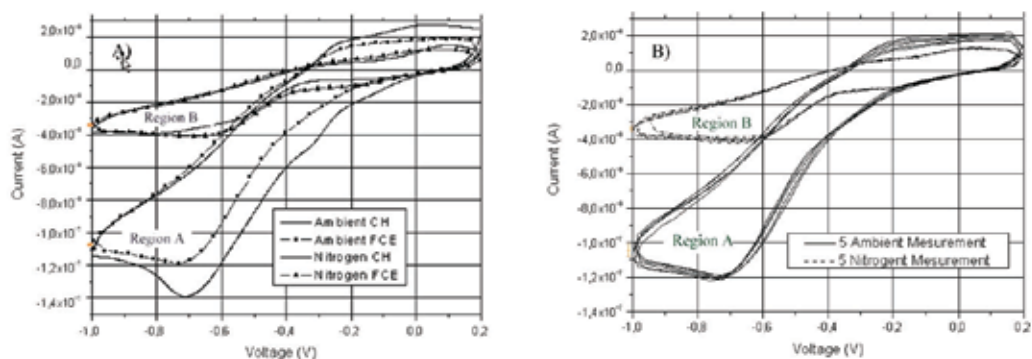 A)
2,0x10⁻⁸
0,0
-2,0x10⁻⁸
-4,0x10⁻⁸
-6,0x10⁻⁸
-8,0x10⁻⁸
-1,0x10⁻⁷
-1,2x10⁻⁷
-1,4x10⁻⁷
Current (A)
Region B
Region A
Ambient CH
Ambient FCE
Nitrogen CH
Nitrogen FCE
-1,0 -0,8 -0,6 -0,4 -0,2 0,0 0,2
Voltage (V)
B)
2,0x10⁻⁸
0,0
-2,0x10⁻⁸
-4,0x10⁻⁸
-6,0x10⁻⁸
-8,0x10⁻⁸
-1,0x10⁻⁷
-1,2x10⁻⁷
-1,4x10⁻⁷
Current (A)
Region B
Region A
5 Ambient Mesurement
5 Nitrogent Mesurement
-1,0 -0,8 -0,6 -0,4 -0,2 0,0 0,2
Voltage (V)